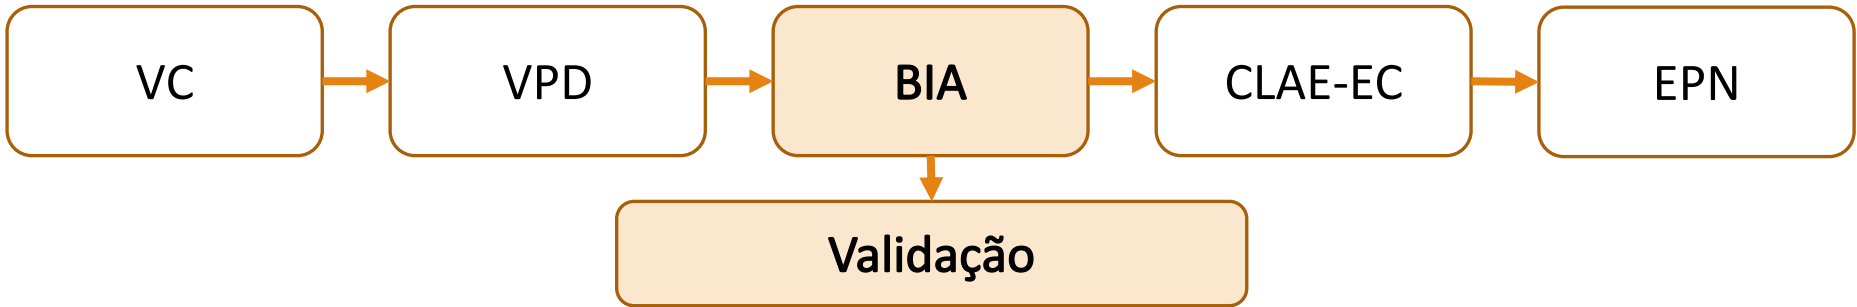 VC
VPD
BIA
CLAE-EC
EPN
Validação